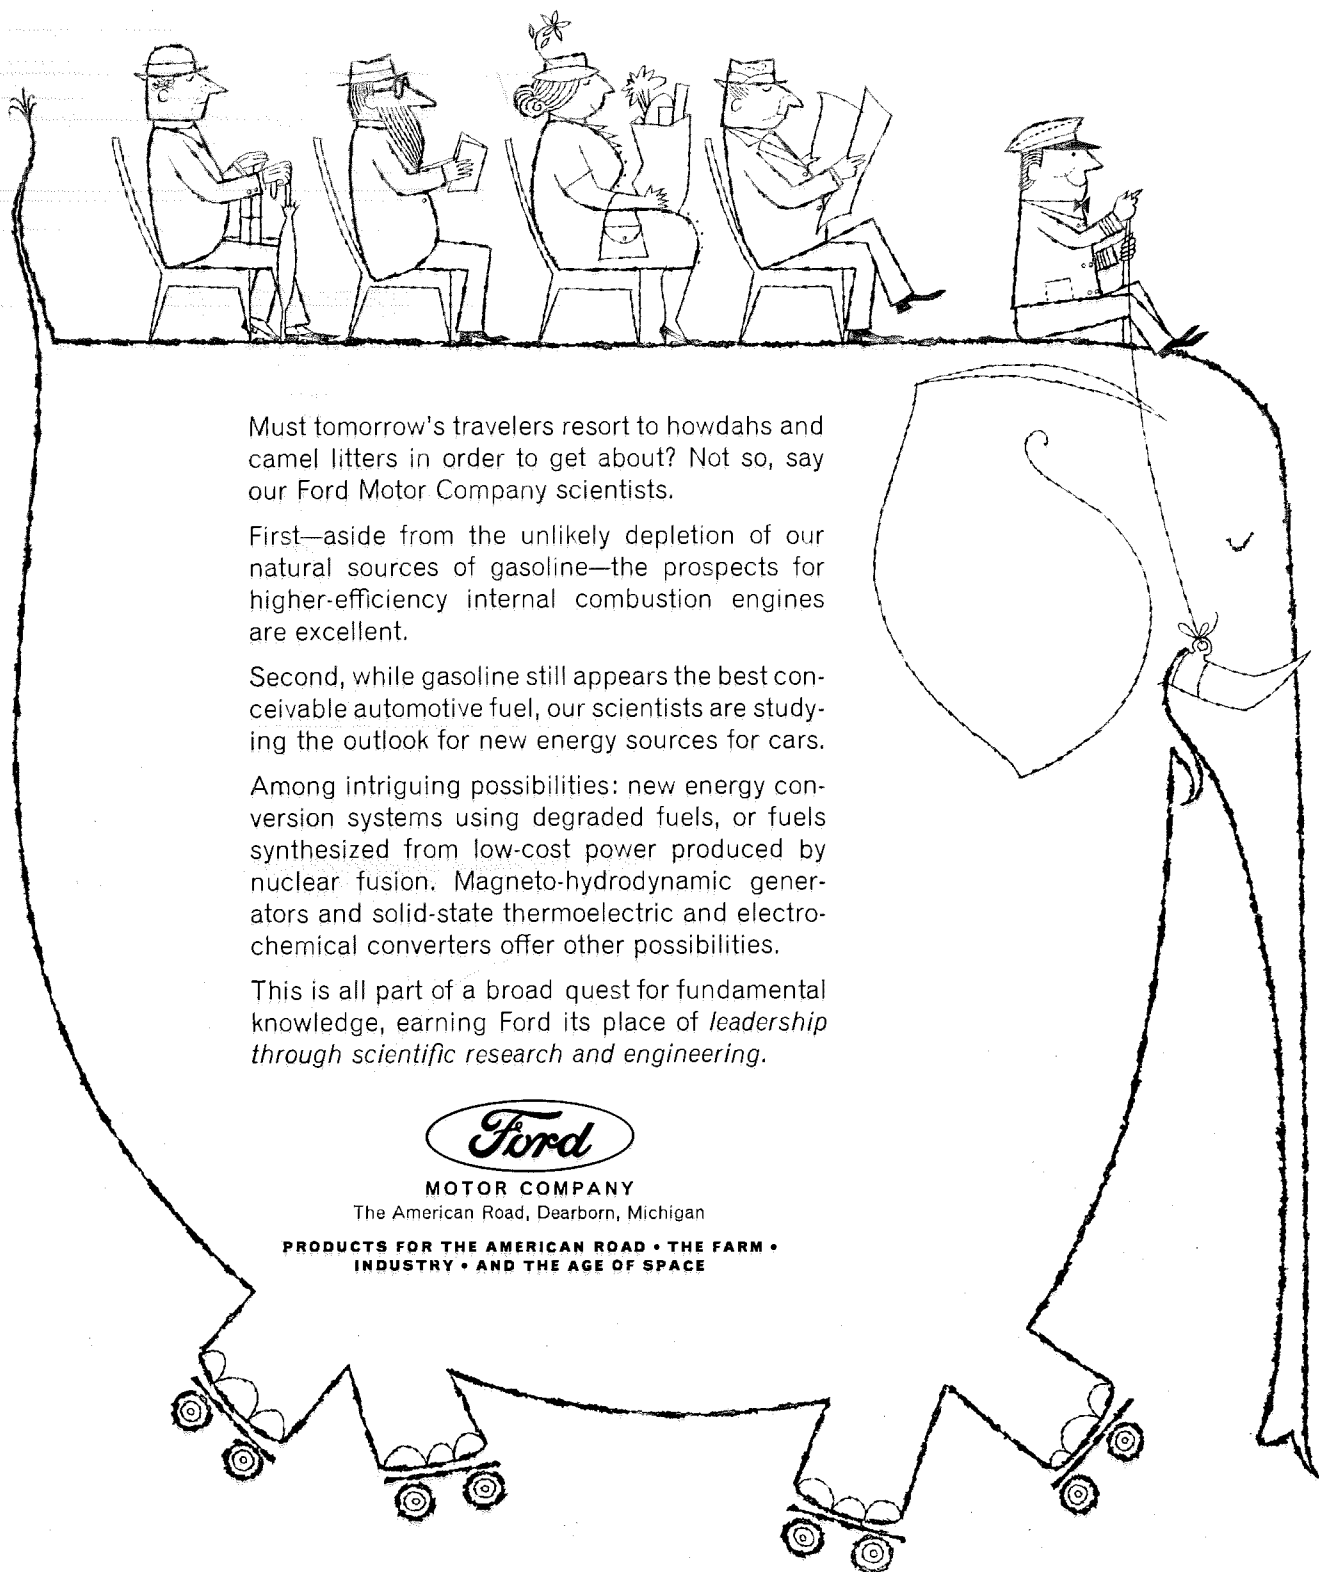 Must tomorrow's travelers resort to howdahs and
camel litters in order to get about? Not so, say
our Ford Motor Company scientists.
First—aside from the unlikely depletion of our
natural sources of gasoline—the prospects for
higher-efficiency internal combustion engines
are excellent.
Second, while gasoline still appears the best con-
ceivable automotive fuel, our scientists are study-
ing the outlook for new energy sources for cars.
Among intriguing possibilities: new energy con-
version systems using degraded fuels, or fuels
synthesized from low-cost power produced by
nuclear fusion. Magneto-hydrodynamic gener-
ators and solid-state thermoelectric and electro-
chemical converters offer other possibilities.
This is all part of a broad quest for fundamental
knowledge, earning Ford its place of leadership
through scientific research and engineering.
Ford
MOTOR COMPANY
The American Road, Dearborn, Michigan
PRODUCTS FOR THE AMERICAN ROAD • THE FARM •
INDUSTRY • AND THE AGE OF SPACE